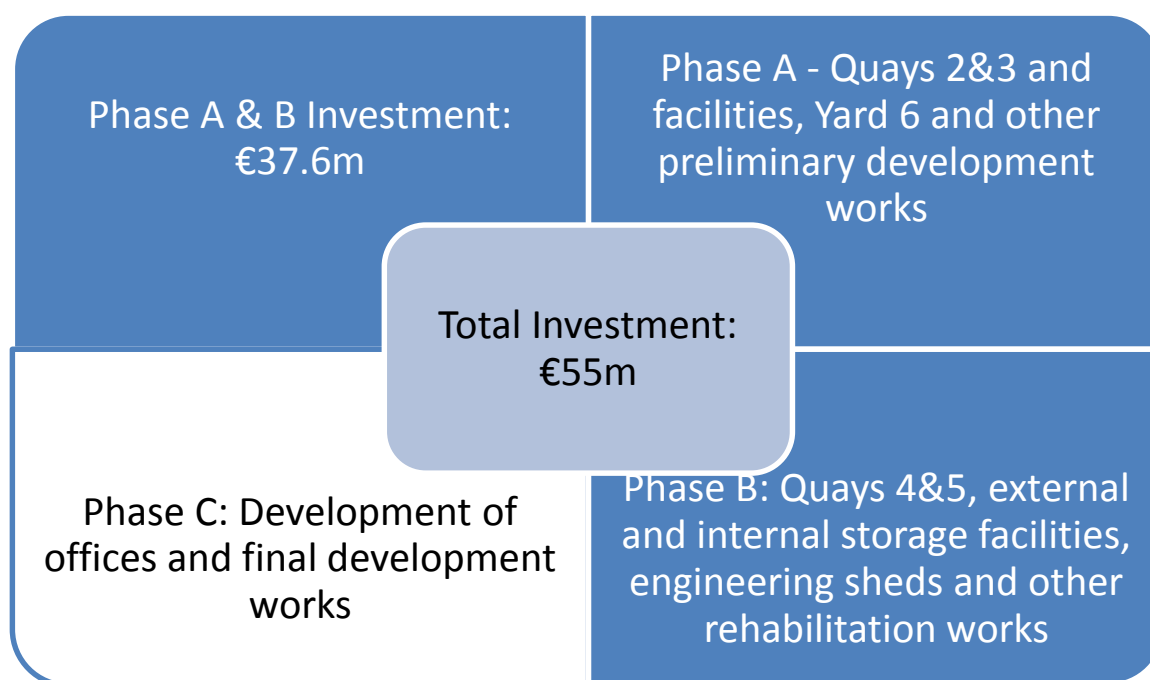 Phase A & B Investment:
€37.6m
Phase A - Quays 2&3 and
facilities, Yard 6 and other
preliminary development
works
Total Investment:
€55m
Phase C: Development of
offices and final development
works
Phase B: Quays 4&5, external
and internal storage facilities,
engineering sheds and other
rehabilitation works